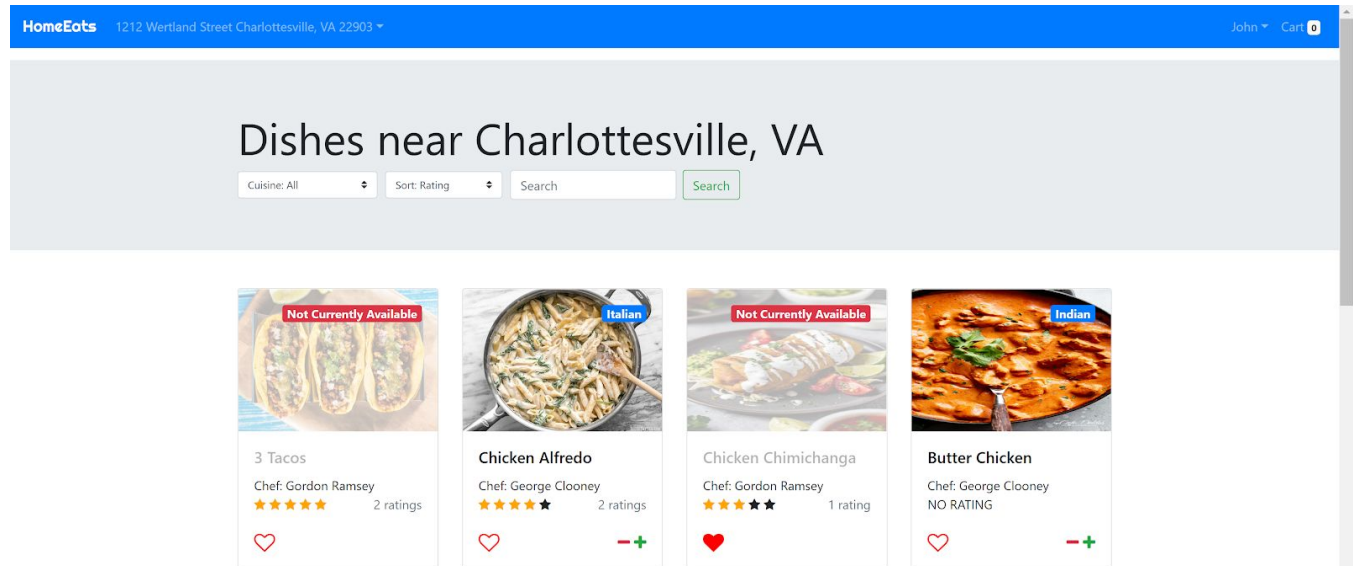 HomeEats 1212 Wertland Street Charlottesville, VA 22903 John Cart 0
Dishes near Charlottesville, VA
Cuisine: All Sort: Rating Search Search
Not Currently Available
3 Tacos
Chef: Gordon Ramsey
2 ratings
Italian
Chicken Alfredo
Chef: George Clooney
2 ratings
Not Currently Available
Chicken Chimichanga
Chef: Gordon Ramsey
1 rating
Indian
Butter Chicken
Chef: George Clooney
NO RATING